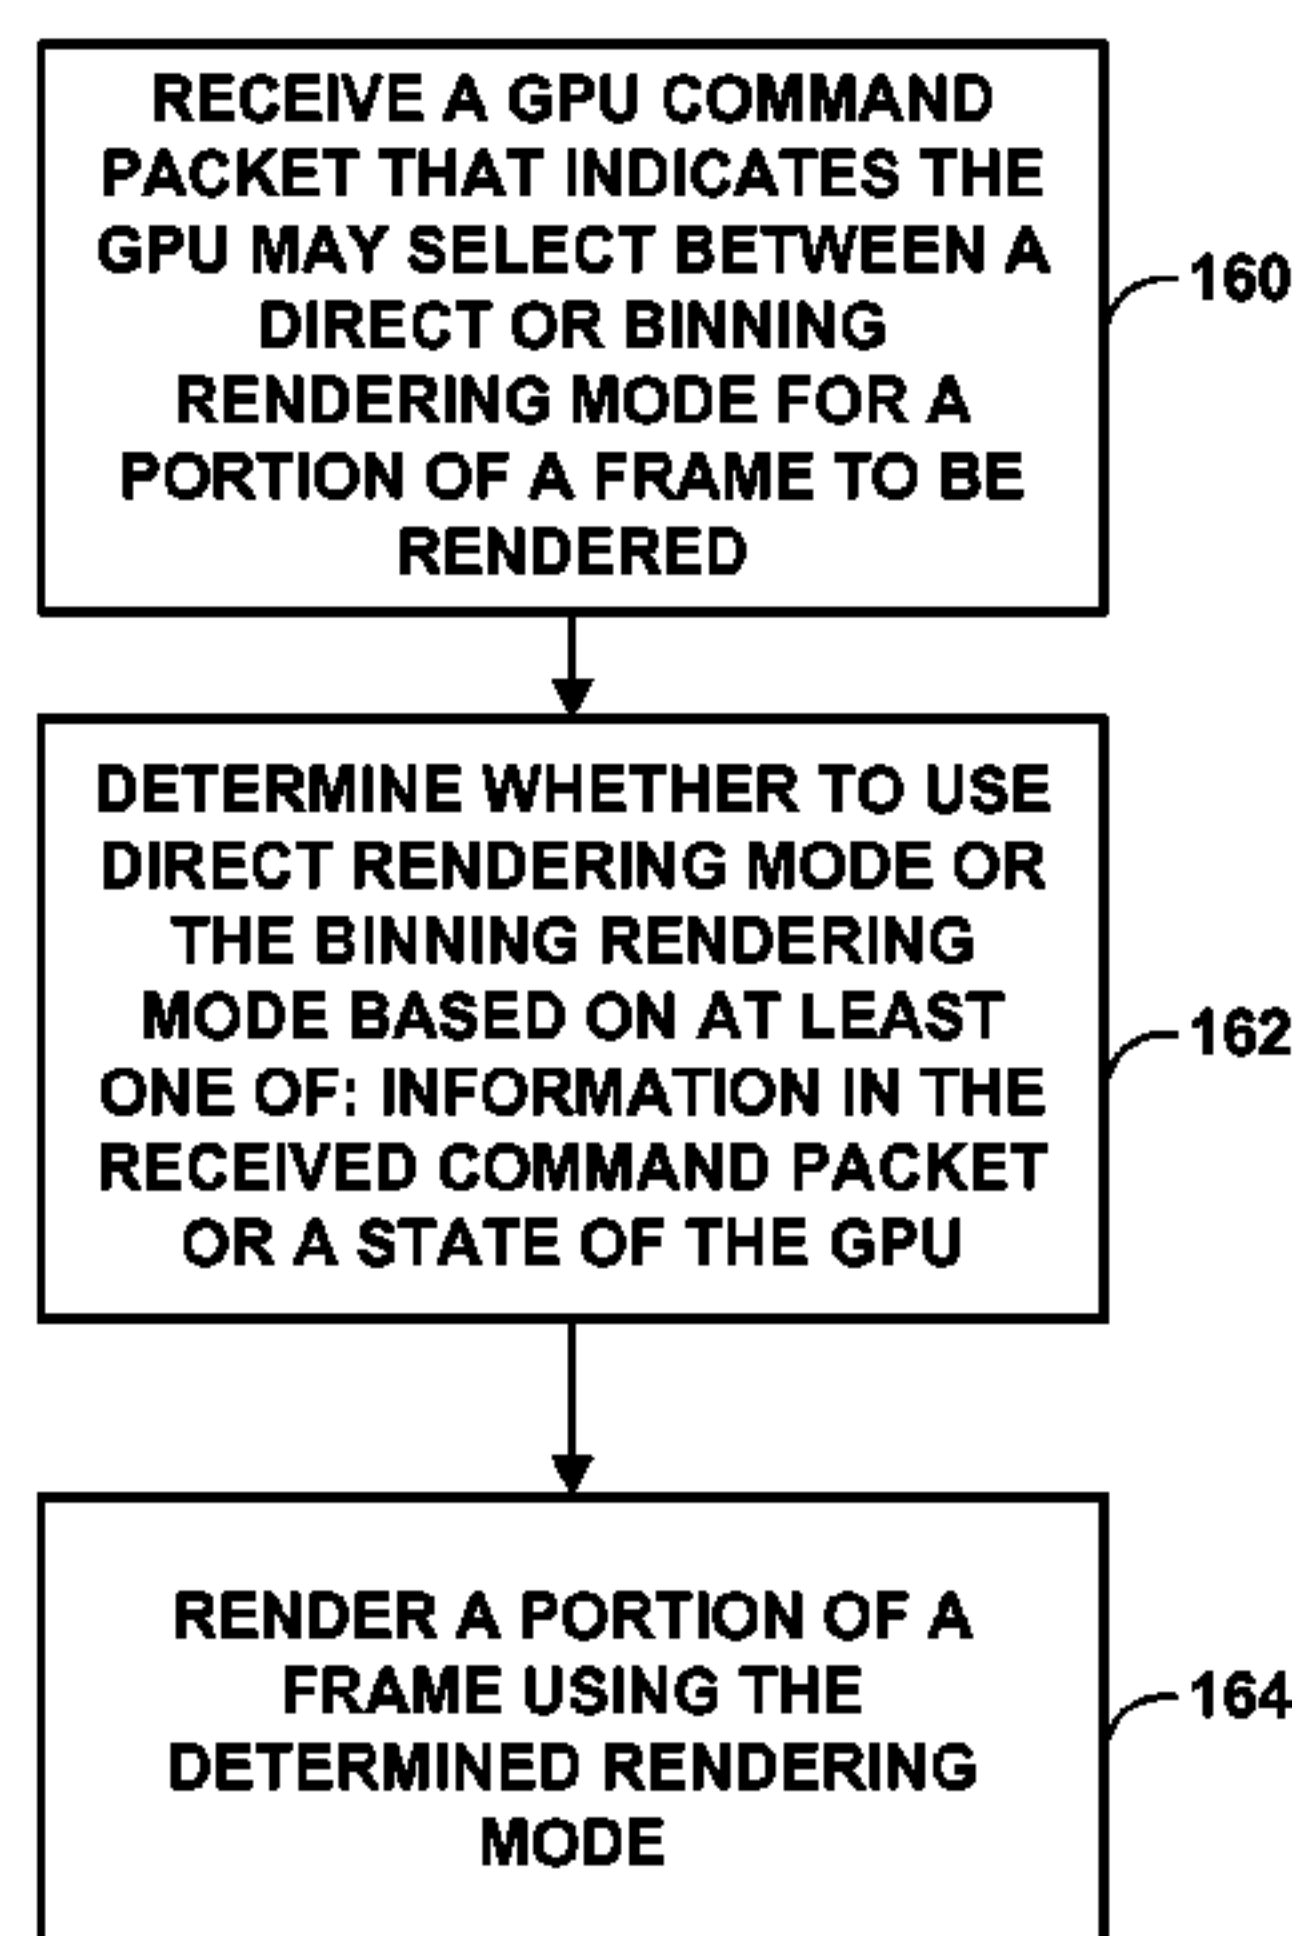 RECEIVE A GPU COMMAND
PACKET THAT INDICATES THE
GPU MAY SELECT BETWEEN A
DIRECT OR BINNING
RENDERING MODE FOR A
PORTION OF A FRAME TO BE
RENDERED
160
DETERMINE WHETHER TO USE
DIRECT RENDERING MODE OR
THE BINNING RENDERING
MODE BASED ON AT LEAST
ONE OF: INFORMATION IN THE
RECEIVED COMMAND PACKET
OR A STATE OF THE GPU
162
RENDER A PORTION OF A
FRAME USING THE
DETERMINED RENDERING
MODE
164